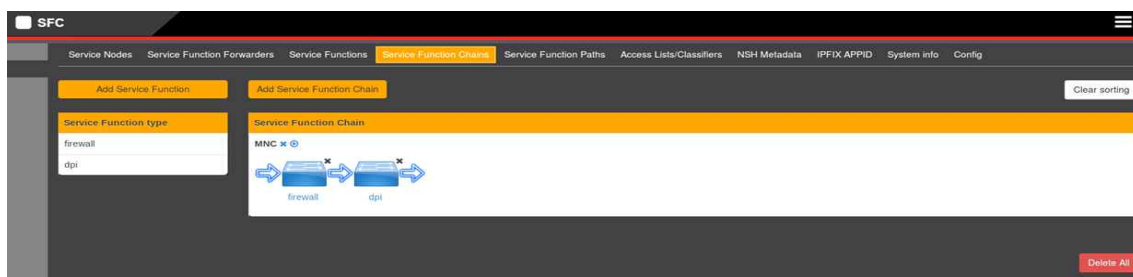 SFC
Service Nodes Service Function Forwarders Service Functions Service Function Chains Service Function Paths Access Lists/Classifiers NSH Metadata IPFIX APPID System info Config
Add Service Function Add Service Function Chain Clear sorting
Service Function type
firewall
dpi
Service Function Chain
MNC
firewall dpi
Delete All